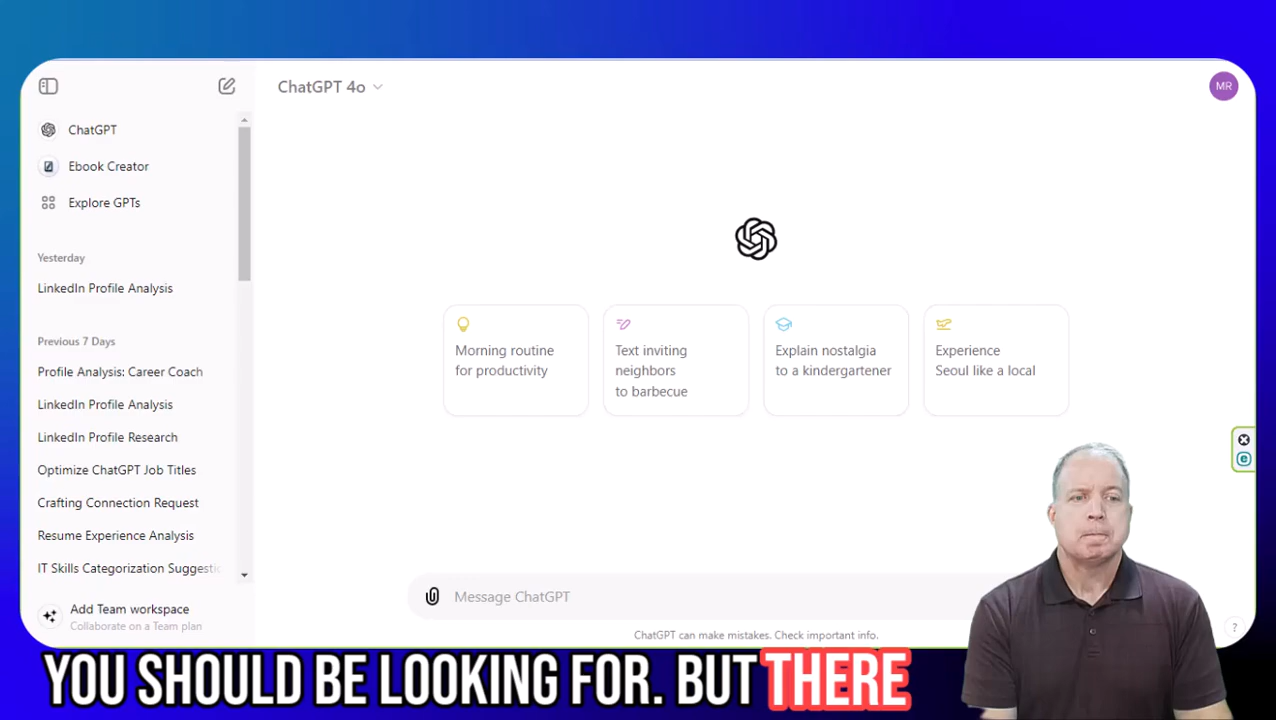 ChatGPT 4o
MR
ChatGPT
Ebook Creator
Explore GPTs
Yesterday
LinkedIn Profile Analysis
Previous 7 Days
Profile Analysis: Career Coach
LinkedIn Profile Analysis
LinkedIn Profile Research
Optimize ChatGPT Job Titles
Crafting Connection Request
Resume Experience Analysis
IT Skills Categorization Suggesti
Add Team workspace
Collaborate on a Team plan
Morning routine
for productivity
Text inviting
neighbors
to barbecue
Explain nostalgia
to a kindergartener
Experience
Seoul like a local
e
Message ChatGPT
ChatGPT can make mistakes. Check important info.
?
YOU SHOULD BE LOOKING FOR. BUT THERE